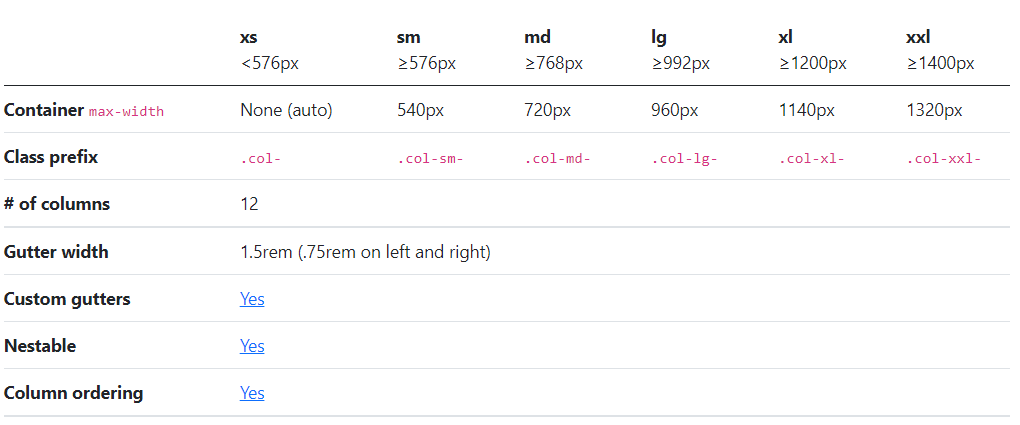 xs sm md lg xl xxl
<576px ≥576px ≥768px ≥992px ≥1200px ≥1400px
Container max-width None (auto) 540px 720px 960px 1140px 1320px
Class prefix .col- .col-sm- .col-md- .col-lg- .col-xl- .col-xxl-
# of columns 12
Gutter width 1.5rem (.75rem on left and right)
Custom gutters Yes
Nestable Yes
Column ordering Yes